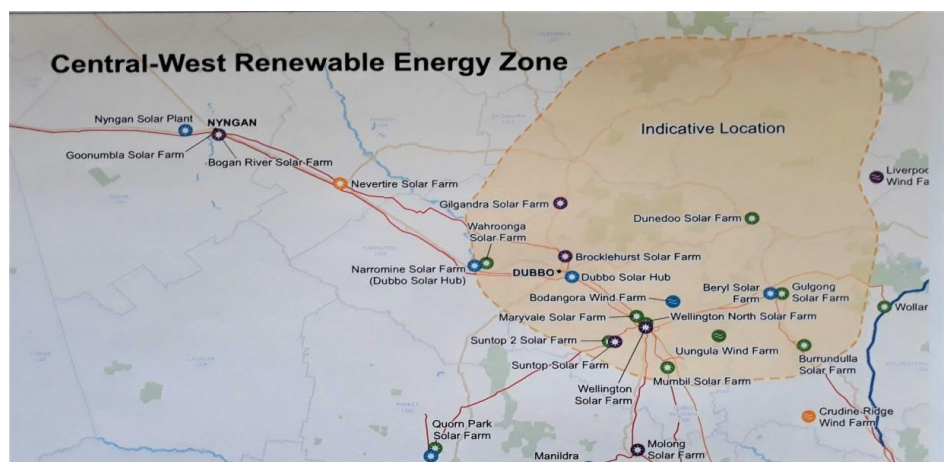 Central-West Renewable Energy Zone
Indicative Location
Nyngan Solar Plant
NYNGAN
Goonumbla Solar Farm
Bogan River Solar Farm
Nevertire Solar Farm
Liverpoo
Wind Fa
Gilgandra Solar Farm
Dunedoo Solar Farm
Wahroonga
Solar Farm
Brocklehurst Solar Farm
Narromine Solar Farm
(Dubbo Solar Hub)
DUBBO
Dubbo Solar Hub
Bodangora Wind Farm
Beryl Solar
Farm
Gulgong
Solar Farm
Wollar
Maryvale Solar Farm
Wellington North Solar Farm
Suntop 2 Solar Farm
Uungula Wind Farm
Burrundulla
Solar Farm
Suntop Solar Farm
Mumbil Solar Farm
Wellington
Solar Farm
Crudine Ridge
Wind Farm
Quorn Park
Solar Farm
Manildra
Molong
Solar Farm